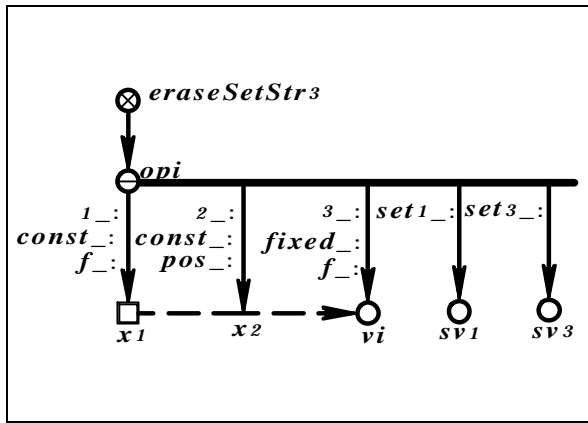 eraseSetStr3
opi
1_: 2_: 3_: set1_: set3_:
const_: const_: fixed_:
f_: pos_: f_:
x1 x2 vi sv1 sv3